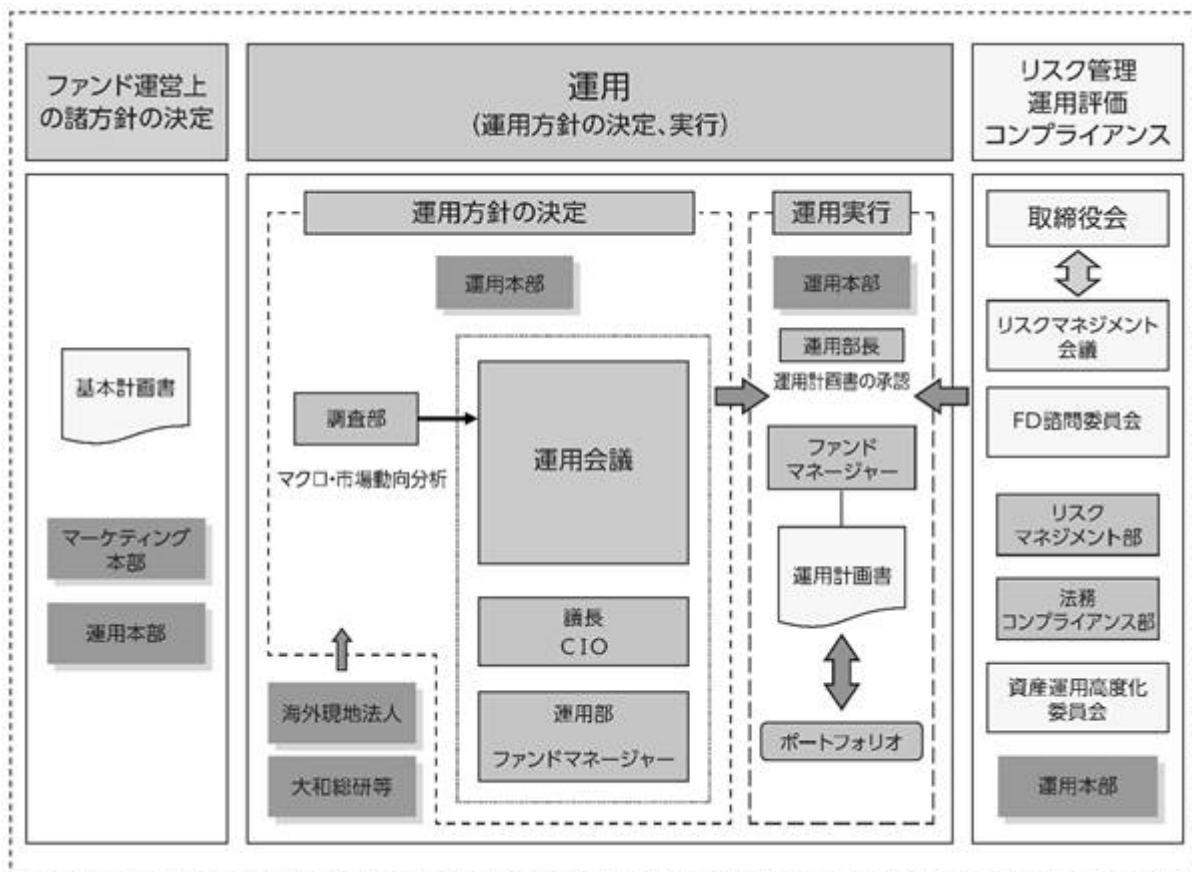 ファンド運営上
の諸方針の決定
基本計画書
マーケティング
本部
運用本部
運用
(運用方針の決定、実行)
運用方針の決定
運用本部
調査部
マクロ・市場動向分析
運用会議
議長
CIO
運用部
ファンドマネージャー
海外現地法人
大和総研等
運用実行
運用本部
運用部長
運用計画書の承認
ファンド
マネージャー
運用計画書
ポートフォリオ
リスク管理
運用評価
コンプライアンス
取締役会
リスクマネジメント
会議
FD諮問委員会
リスク
マネジメント部
法務
コンプライアンス部
資産運用高度化
委員会
運用本部